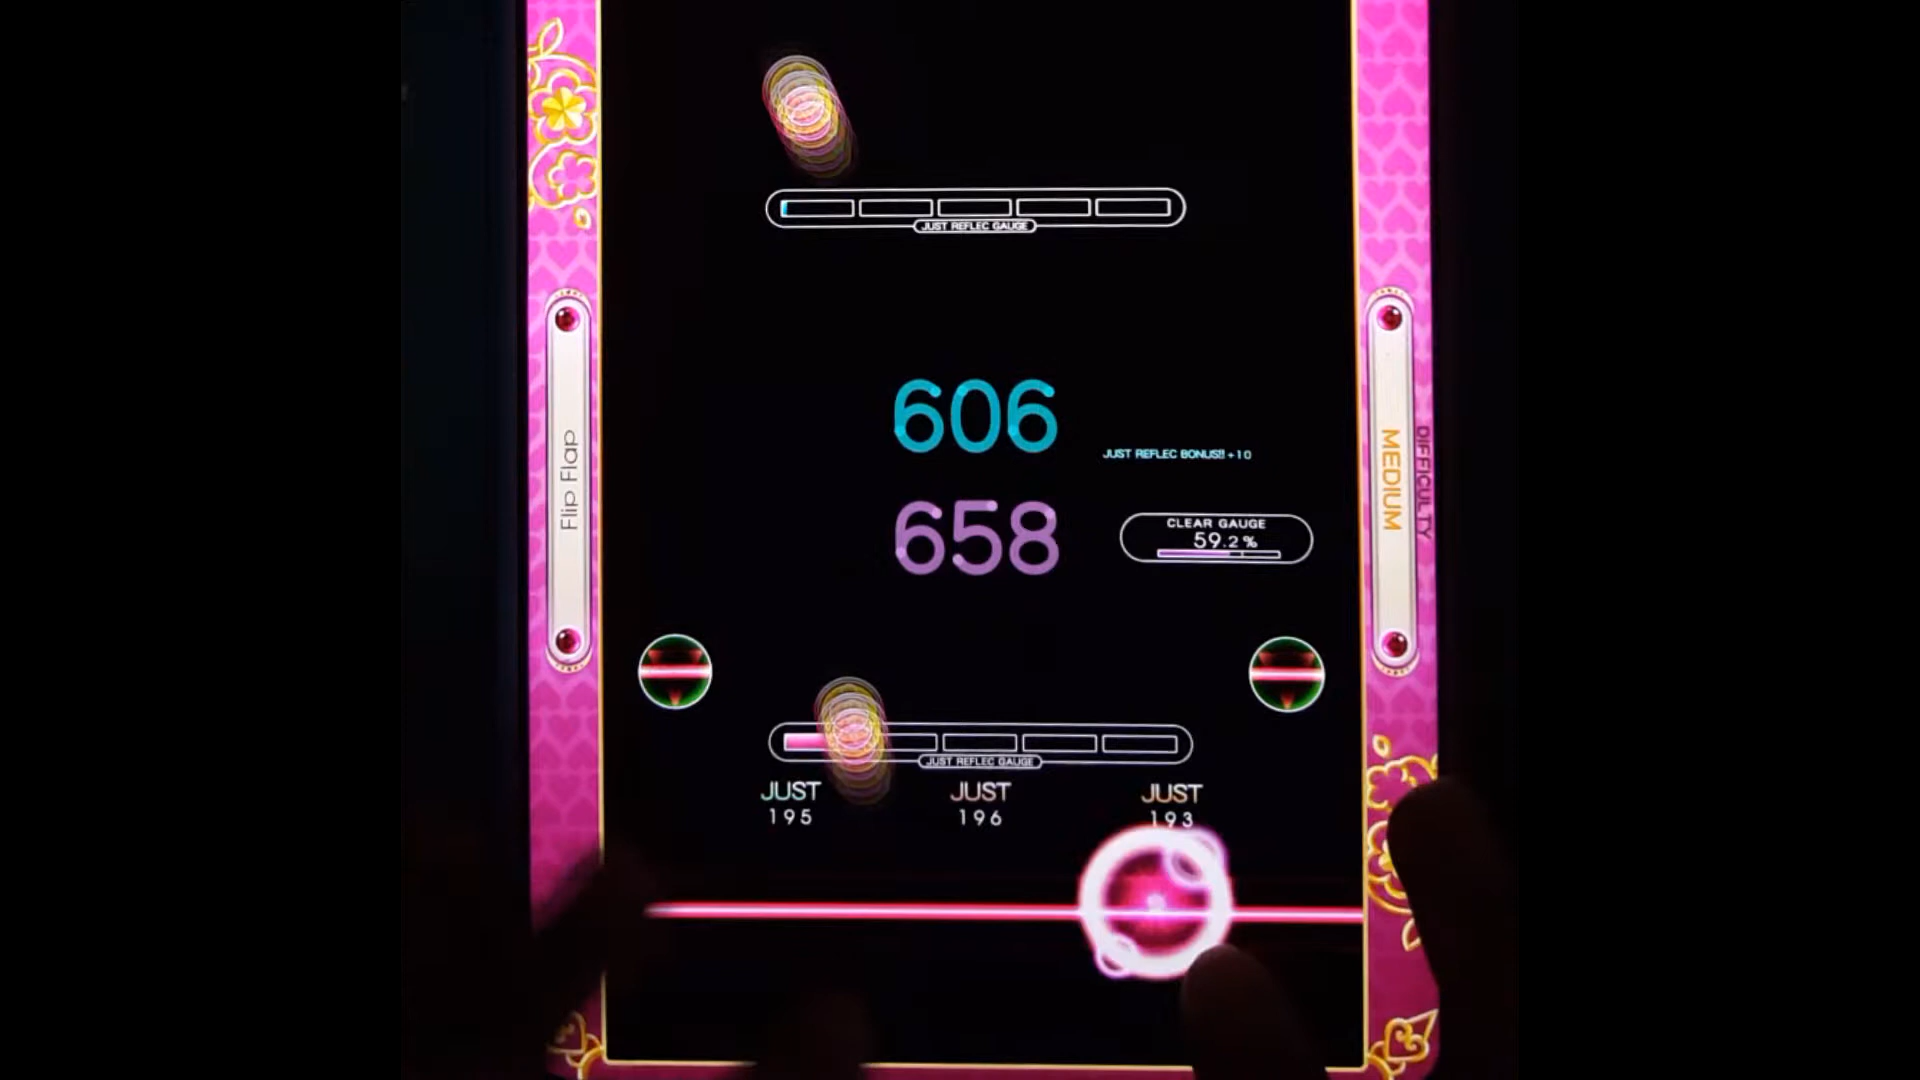 JUST REFLEC GAUGE
606
JUST REFLEC BONUS!! +10
658
CLEAR GAUGE
59.2%
Flip Flap
MEDIUM
DIFFICULTY
JUST REFLEC GAUGE
JUST
195
JUST
196
JUST
193